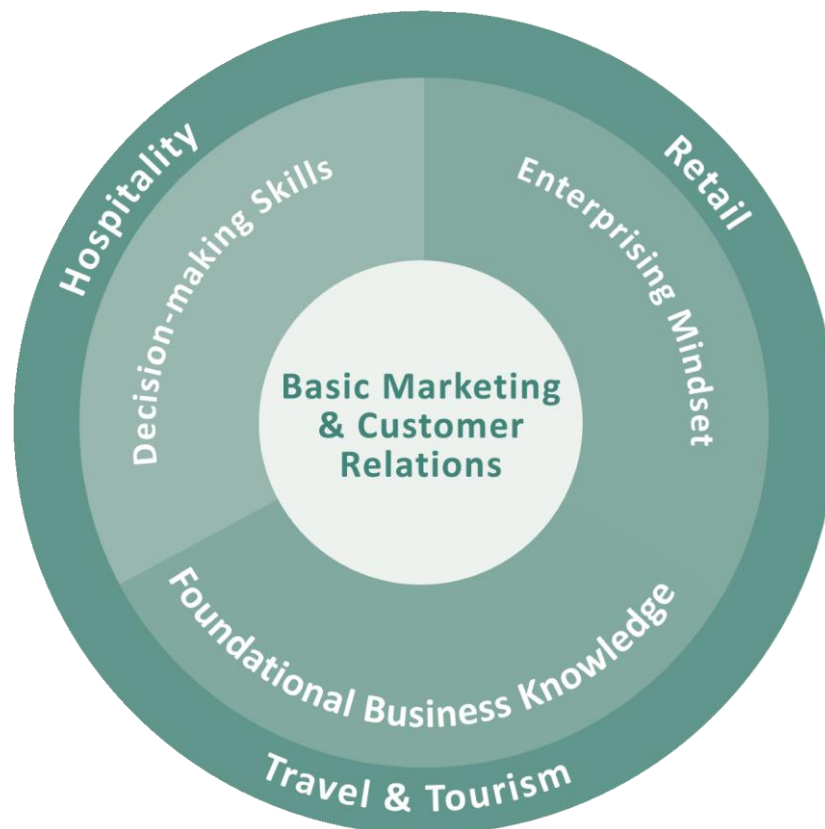 Hospitality
Retail
Decision-making Skills
Enterprising Mindset
Basic Marketing
& Customer
Relations
Foundational Business Knowledge
Travel & Tourism